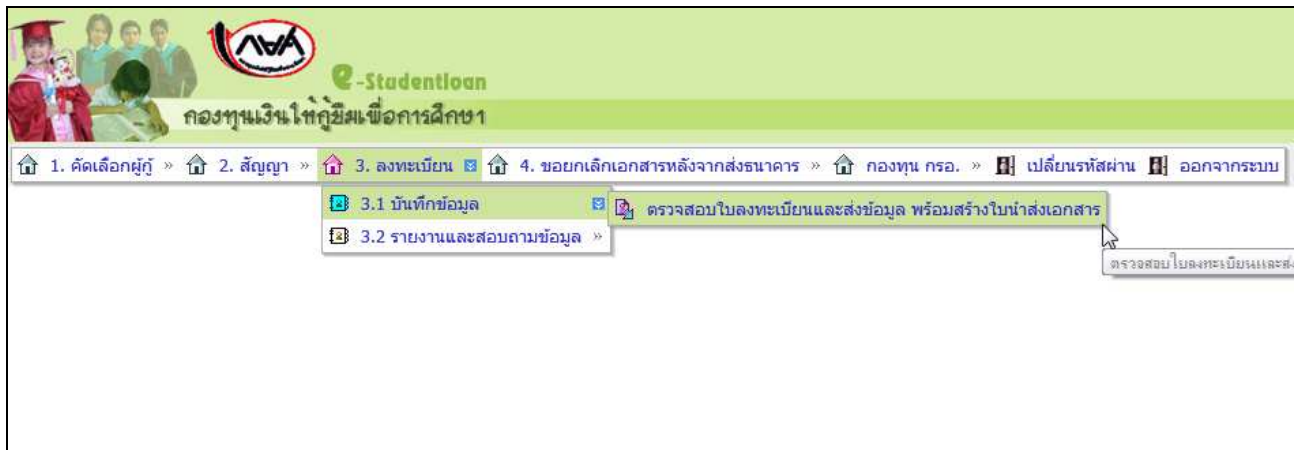 กยศ
e-Studentloan
กองทุนเงินให้กู้ยืมเพื่อการศึกษา
1. คัดเลือกผู้กู้ » 2. สัญญา » 3. ลงทะเบียน 4. ขอยกเลิกเอกสารหลังจากส่งธนาคาร » กองทุน กรอ. » เปลี่ยนรหัสผ่าน ออกจากระบบ
3.1 บันทึกข้อมูล ตรวจสอบใบลงทะเบียนและส่งข้อมูล พร้อมสร้างใบนำส่งเอกสาร
3.2 รายงานและสอบถามข้อมูล »
ตรวจสอบใบลงทะเบียนและส่